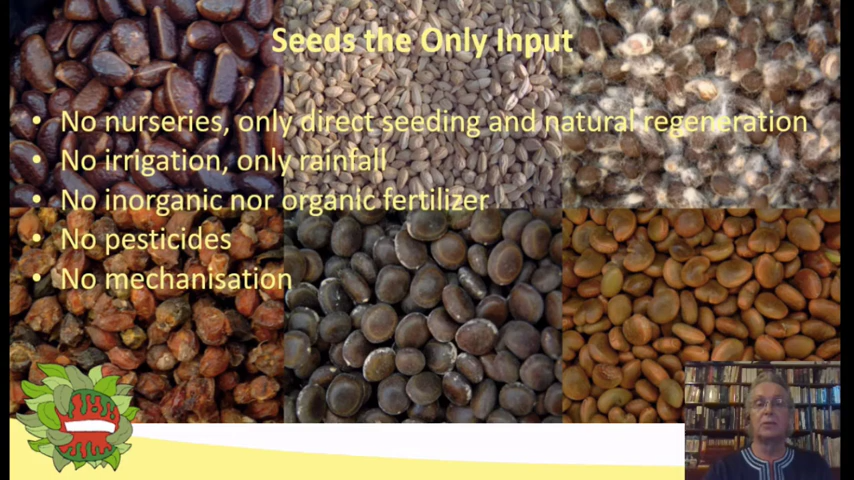 Seeds the Only Input
• No nurseries, only direct seeding and natural regeneration
• No irrigation, only rainfall
• No inorganic nor organic fertilizer
• No pesticides
• No mechanisation